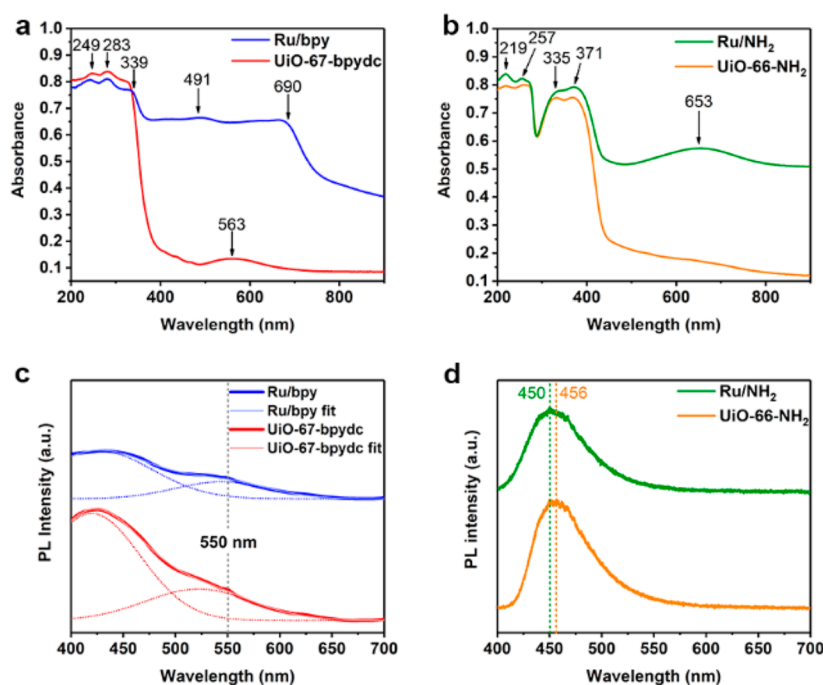 a
249 283
339
491
690
563
Ru/bpy
UiO-67-bpydc
1.0
0.9
0.8
0.7
0.6
0.5
0.4
0.3
0.2
0.1
Absorbance
200 400 600 800
Wavelength (nm)
b
219
257
335
371
653
Ru/NH₂
UiO-66-NH₂
1.0
0.9
0.8
0.7
0.6
0.5
0.4
0.3
0.2
0.1
Absorbance
200 400 600 800
Wavelength (nm)
c
Ru/bpy
Ru/bpy fit
UiO-67-bpydc
UiO-67-bpydc fit
550 nm
PL Intensity (a.u.)
400 450 500 550 600 650 700
Wavelength (nm)
d
450 456
Ru/NH₂
UiO-66-NH₂
PL intensity (a.u.)
400 450 500 550 600 650 700
Wavelength (nm)